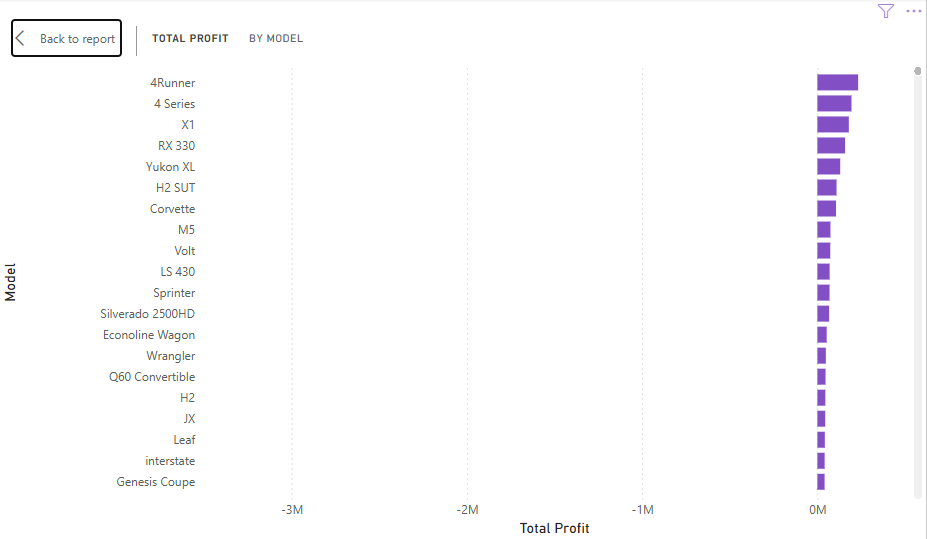 Back to report
TOTAL PROFIT
BY MODEL
Model
4Runner
4 Series
X1
RX 330
Yukon XL
H2 SUT
Corvette
M5
Volt
LS 430
Sprinter
Silverado 2500HD
Econoline Wagon
Wrangler
Q60 Convertible
H2
JX
Leaf
interstate
Genesis Coupe
-3M
-2M
-1M
0M
Total Profit